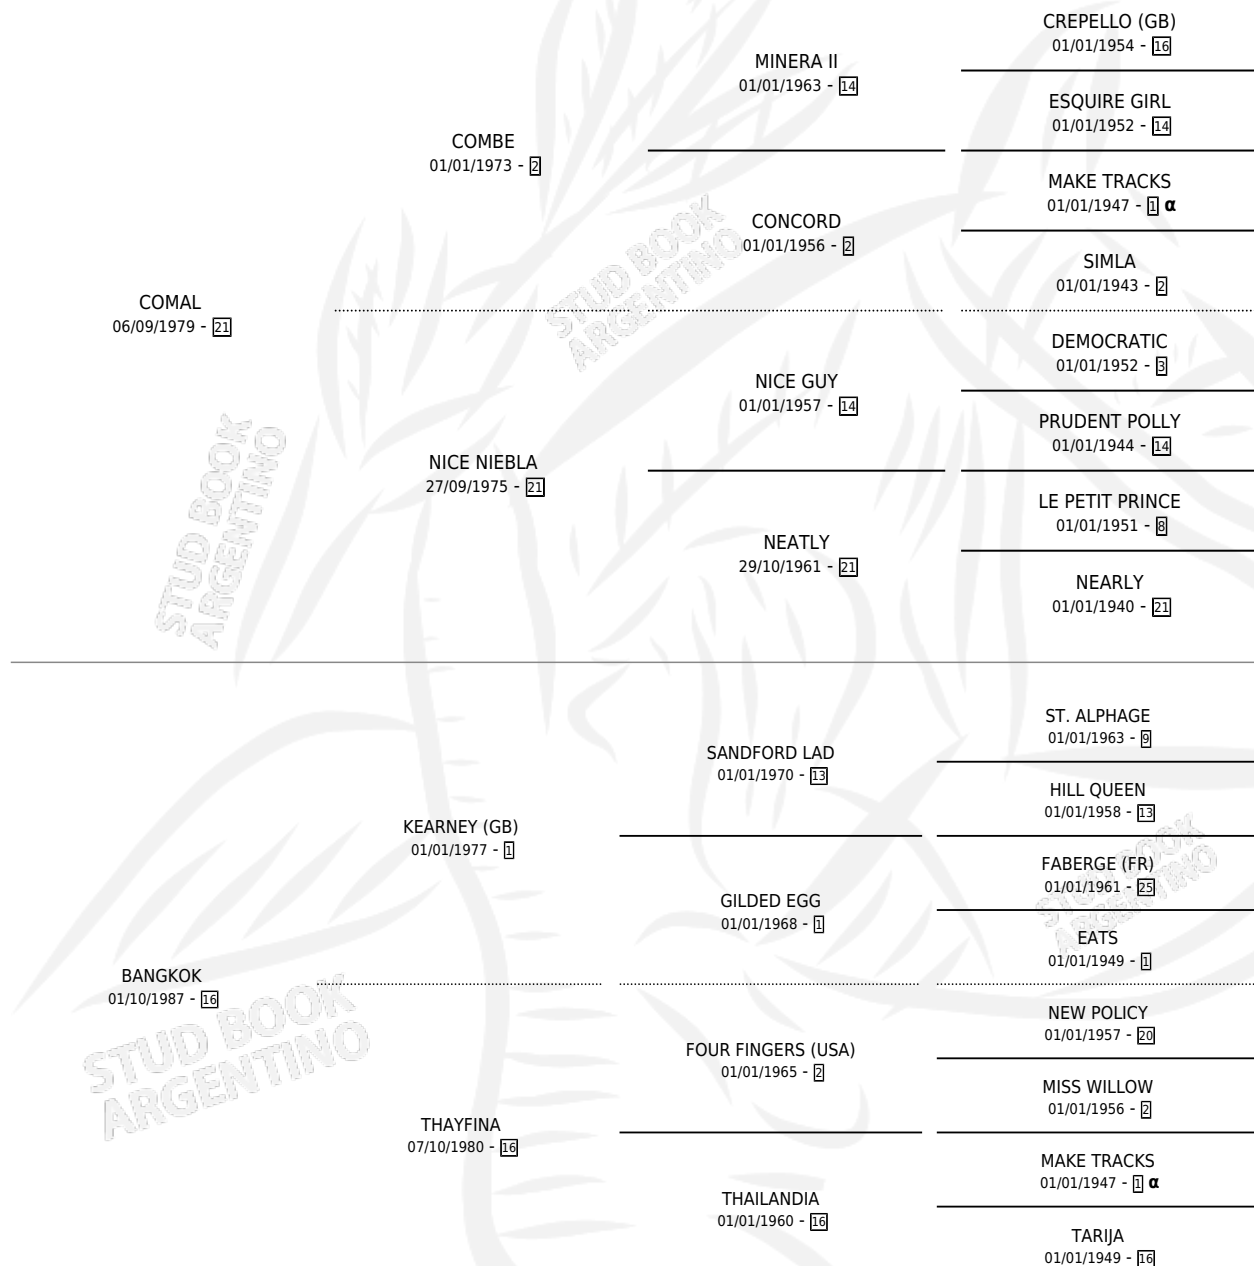 COMAL
06/09/1979 - 21
COMBE
01/01/1973 - 2
MINERA II
01/01/1963 - 14
CREPELLO (GB)
01/01/1954 - 16
ESQUIRE GIRL
01/01/1952 - 14
CONCORD
01/01/1956 - 2
MAKE TRACKS
01/01/1947 - 1 α
SIMLA
01/01/1943 - 2
NICE NIEBLA
27/09/1975 - 21
NICE GUY
01/01/1957 - 14
DEMOCRATIC
01/01/1952 - 3
PRUDENT POLLY
01/01/1944 - 14
NEATLY
29/10/1961 - 21
LE PETIT PRINCE
01/01/1951 - 8
NEARLY
01/01/1940 - 21
BANGKOK
01/10/1987 - 16
KEARNEY (GB)
01/01/1977 - 1
SANDFORD LAD
01/01/1970 - 13
ST. ALPHAGE
01/01/1963 - 9
HILL QUEEN
01/01/1958 - 13
GILDED EGG
01/01/1968 - 1
FABERGE (FR)
01/01/1961 - 25
EATS
01/01/1949 - 1
THAYFINA
07/10/1980 - 16
FOUR FINGERS (USA)
01/01/1965 - 2
NEW POLICY
01/01/1957 - 20
MISS WILLOW
01/01/1956 - 2
THAILANDIA
01/01/1960 - 16
MAKE TRACKS
01/01/1947 - 1 α
TARIJA
01/01/1949 - 16
STUD BOOK
ARGENTINO
STUD BOOK
ARGENTINO
STUD BOOK
ARGENTINO
STUD BOOK
ARGENTINO